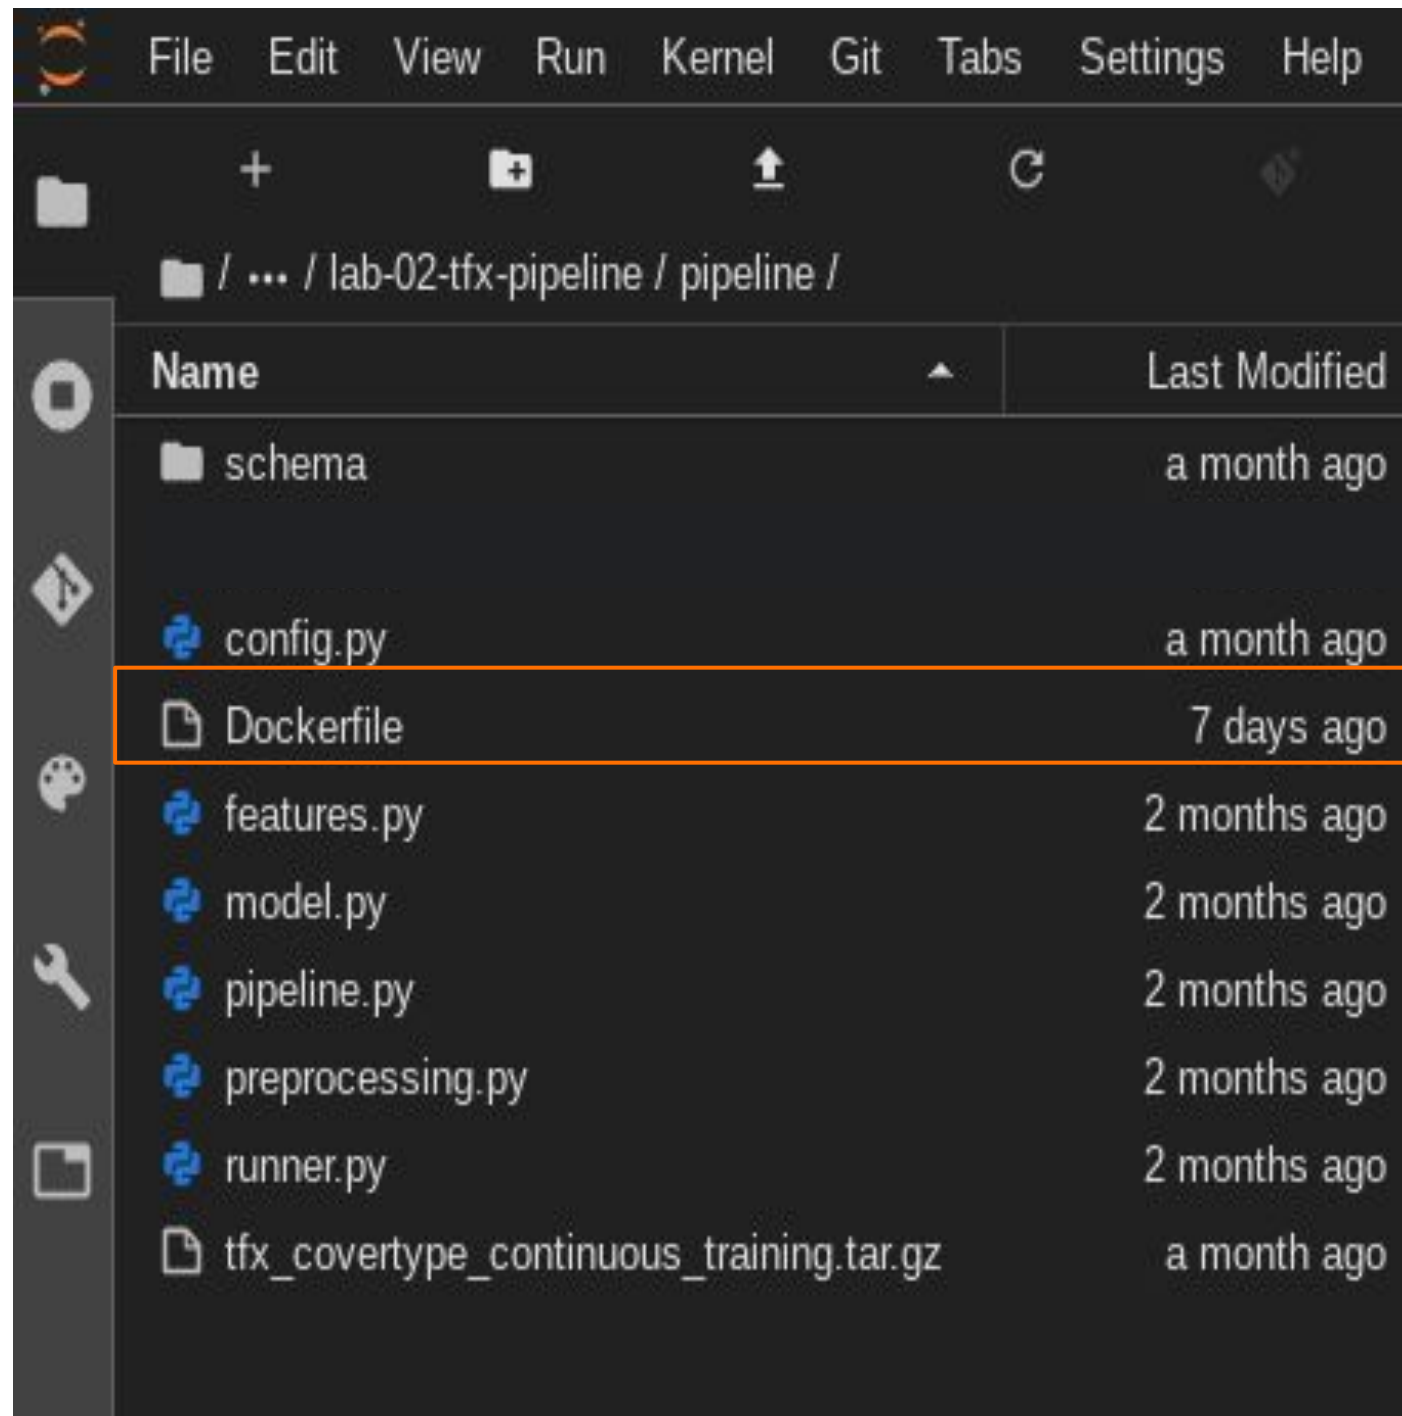 File Edit View Run Kernel Git Tabs Settings Help
/ ··· / lab-02-tfx-pipeline / pipeline /
Name Last Modified
schema a month ago
config.py a month ago
Dockerfile 7 days ago
features.py 2 months ago
model.py 2 months ago
pipeline.py 2 months ago
preprocessing.py 2 months ago
runner.py 2 months ago
tfx_covertype_continuous_training.tar.gz a month ago